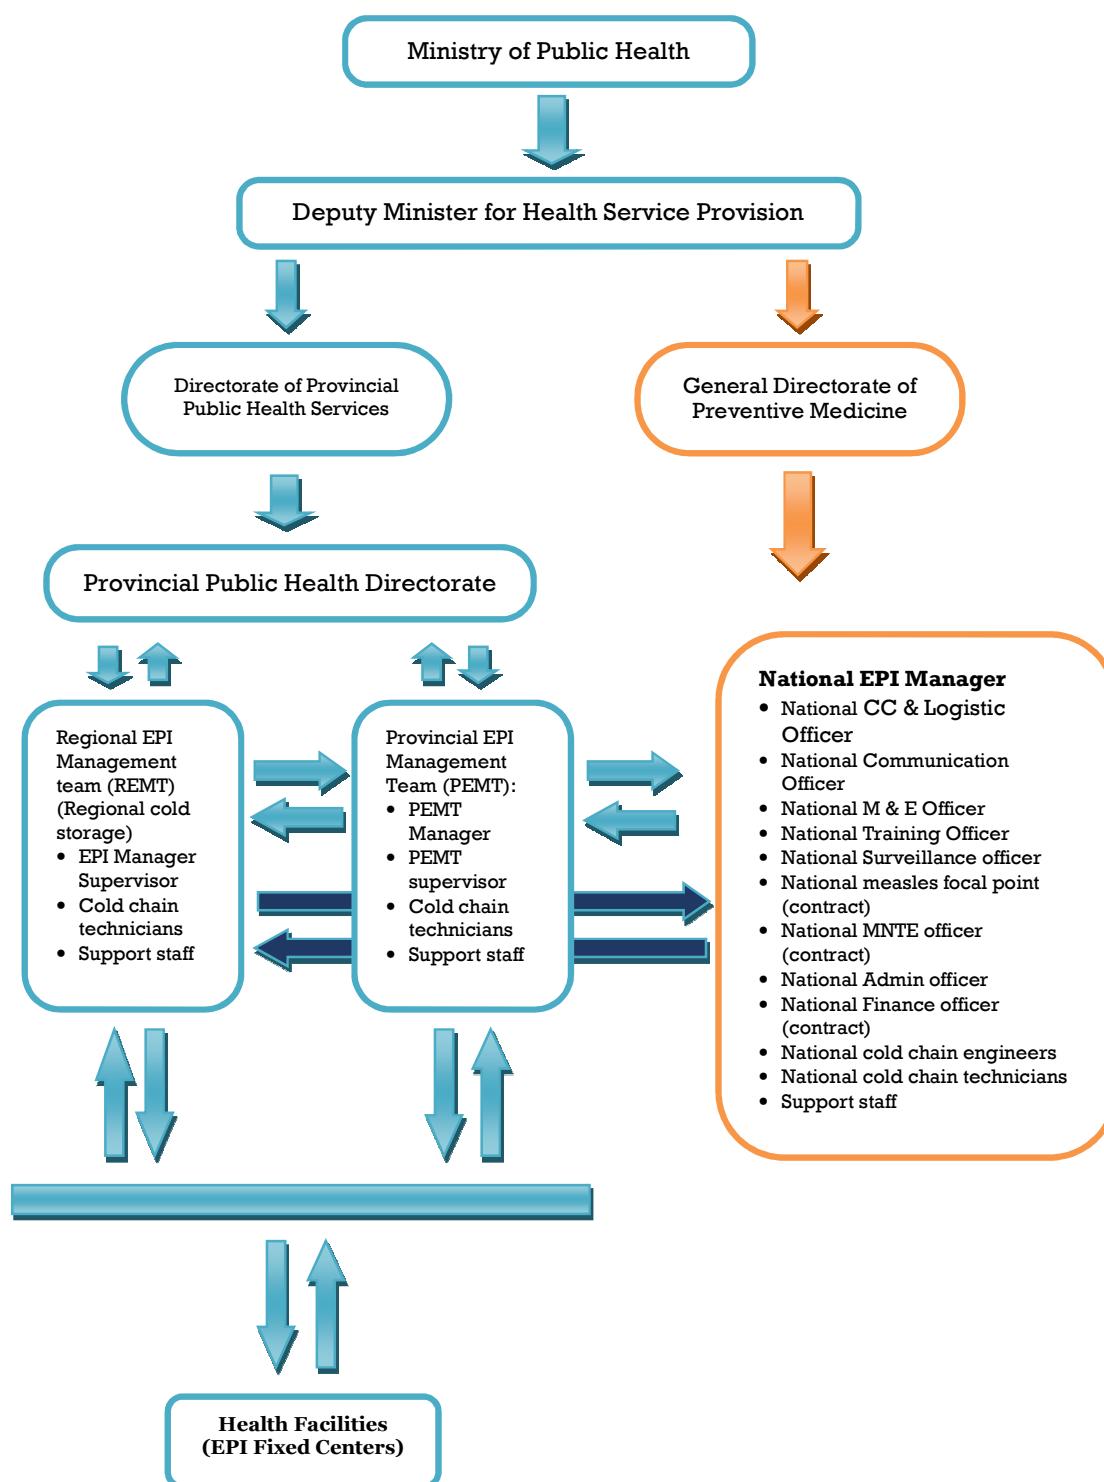 Ministry of Public Health
Deputy Minister for Health Service Provision
Directorate of Provincial
Public Health Services
General Directorate of
Preventive Medicine
Provincial Public Health Directorate
Regional EPI
Management
team (REMT)
(Regional cold
storage)
• EPI Manager
Supervisor
• Cold chain
technicians
• Support staff
Provincial EPI
Management
Team (PEMT):
• PEMT
Manager
• PEMT
supervisor
• Cold chain
technicians
• Support staff
National EPI Manager
• National CC & Logistic
Officer
• National Communication
Officer
• National M & E Officer
• National Training Officer
• National Surveillance officer
• National measles focal point
(contract)
• National MNTE officer
(contract)
• National Admin officer
• National Finance officer
(contract)
• National cold chain engineers
• National cold chain technicians
• Support staff
Health Facilities
(EPI Fixed Centers)